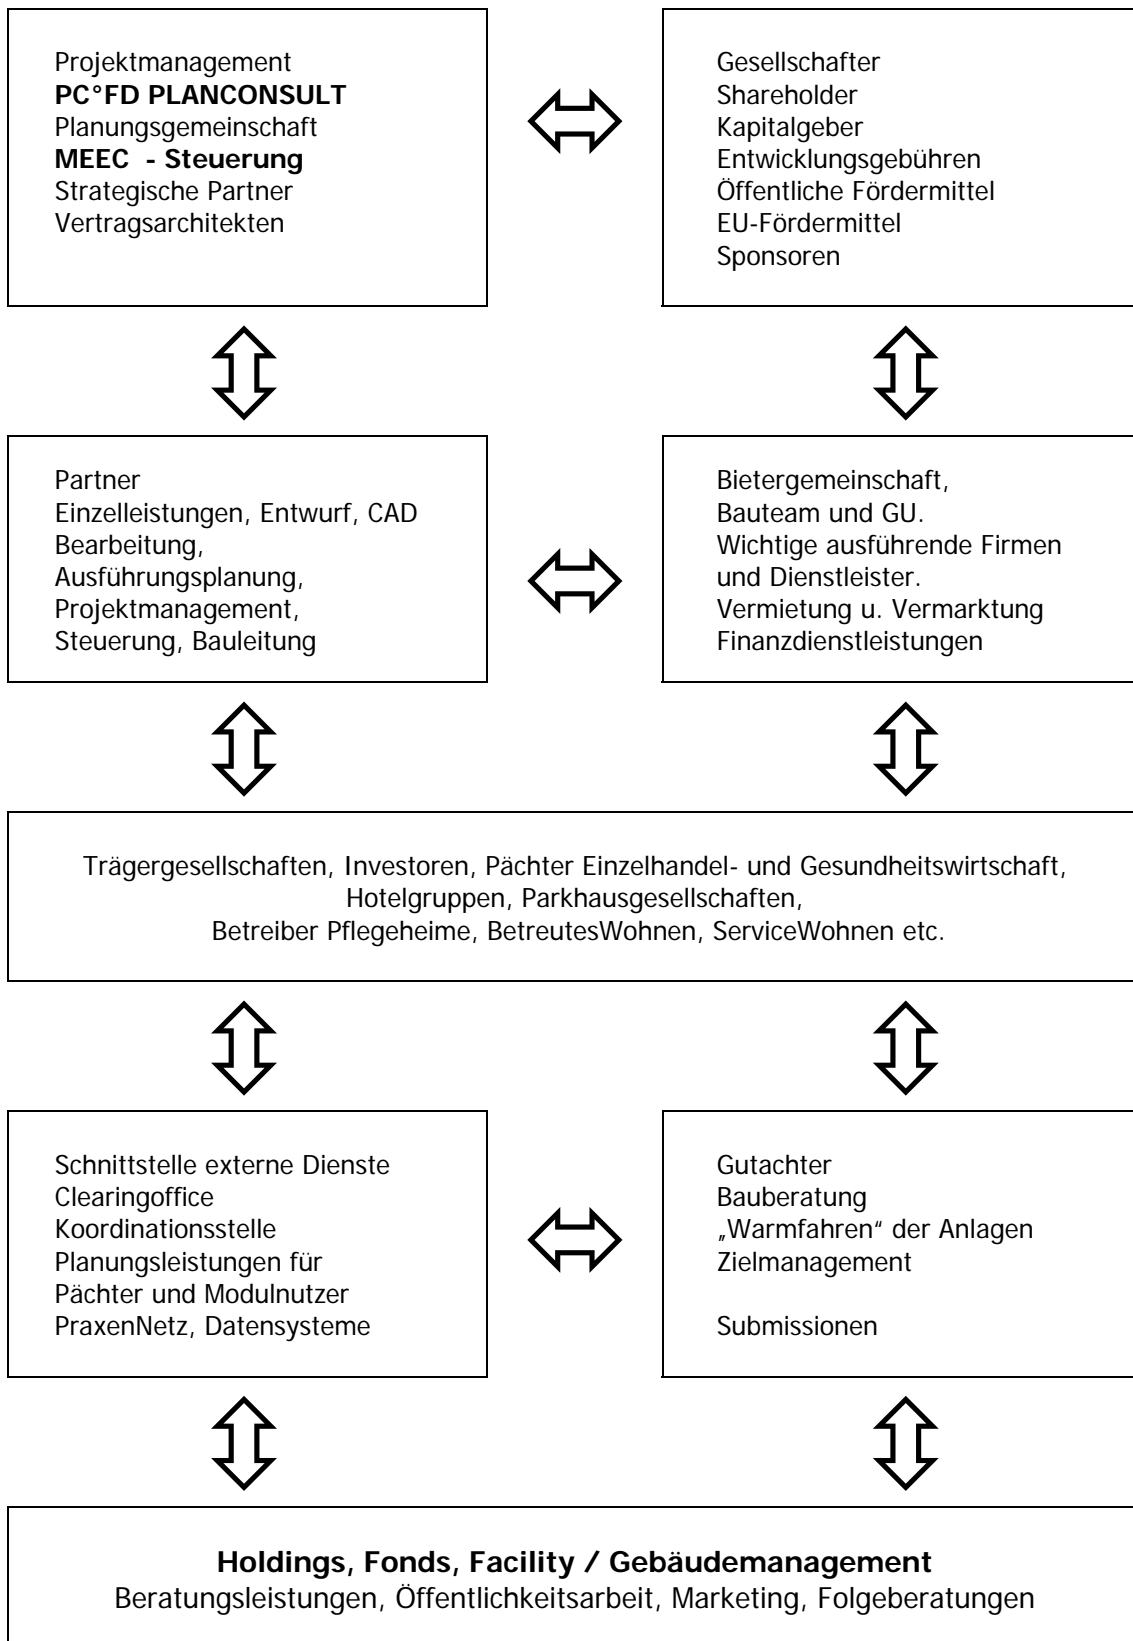 Projektmanagement
PC°FD PLANCONSULT
Planungsgemeinschaft
MEEC - Steuerung
Strategische Partner
Vertragsarchitekten
Gesellschafter
Shareholder
Kapitalgeber
Entwicklungsgebühren
Öffentliche Fördermittel
EU-Fördermittel
Sponsoren
Partner
Einzelleistungen, Entwurf, CAD
Bearbeitung,
Ausführungsplanung,
Projektmanagement,
Steuerung, Bauleitung
Bietergemeinschaft,
Bauteam und GU.
Wichtige ausführende Firmen
und Dienstleister.
Vermietung u. Vermarktung
Finanzdienstleistungen
Trägergesellschaften, Investoren, Pächter Einzelhandel- und Gesundheitswirtschaft,
Hotelgruppen, Parkhausgesellschaften,
Betreiber Pflegeheime, BetreutesWohnen, ServiceWohnen etc.
Schnittstelle externe Dienste
Clearingoffice
Koordinationsstelle
Planungsleistungen für
Pächter und Modulnutzer
PraxenNetz, Datensysteme
Gutachter
Bauberatung
„Warmfahren“ der Anlagen
Zielmanagement
Submissionen
Holdings, Fonds, Facility / Gebäudemanagement
Beratungsleistungen, Öffentlichkeitsarbeit, Marketing, Folgeberatungen